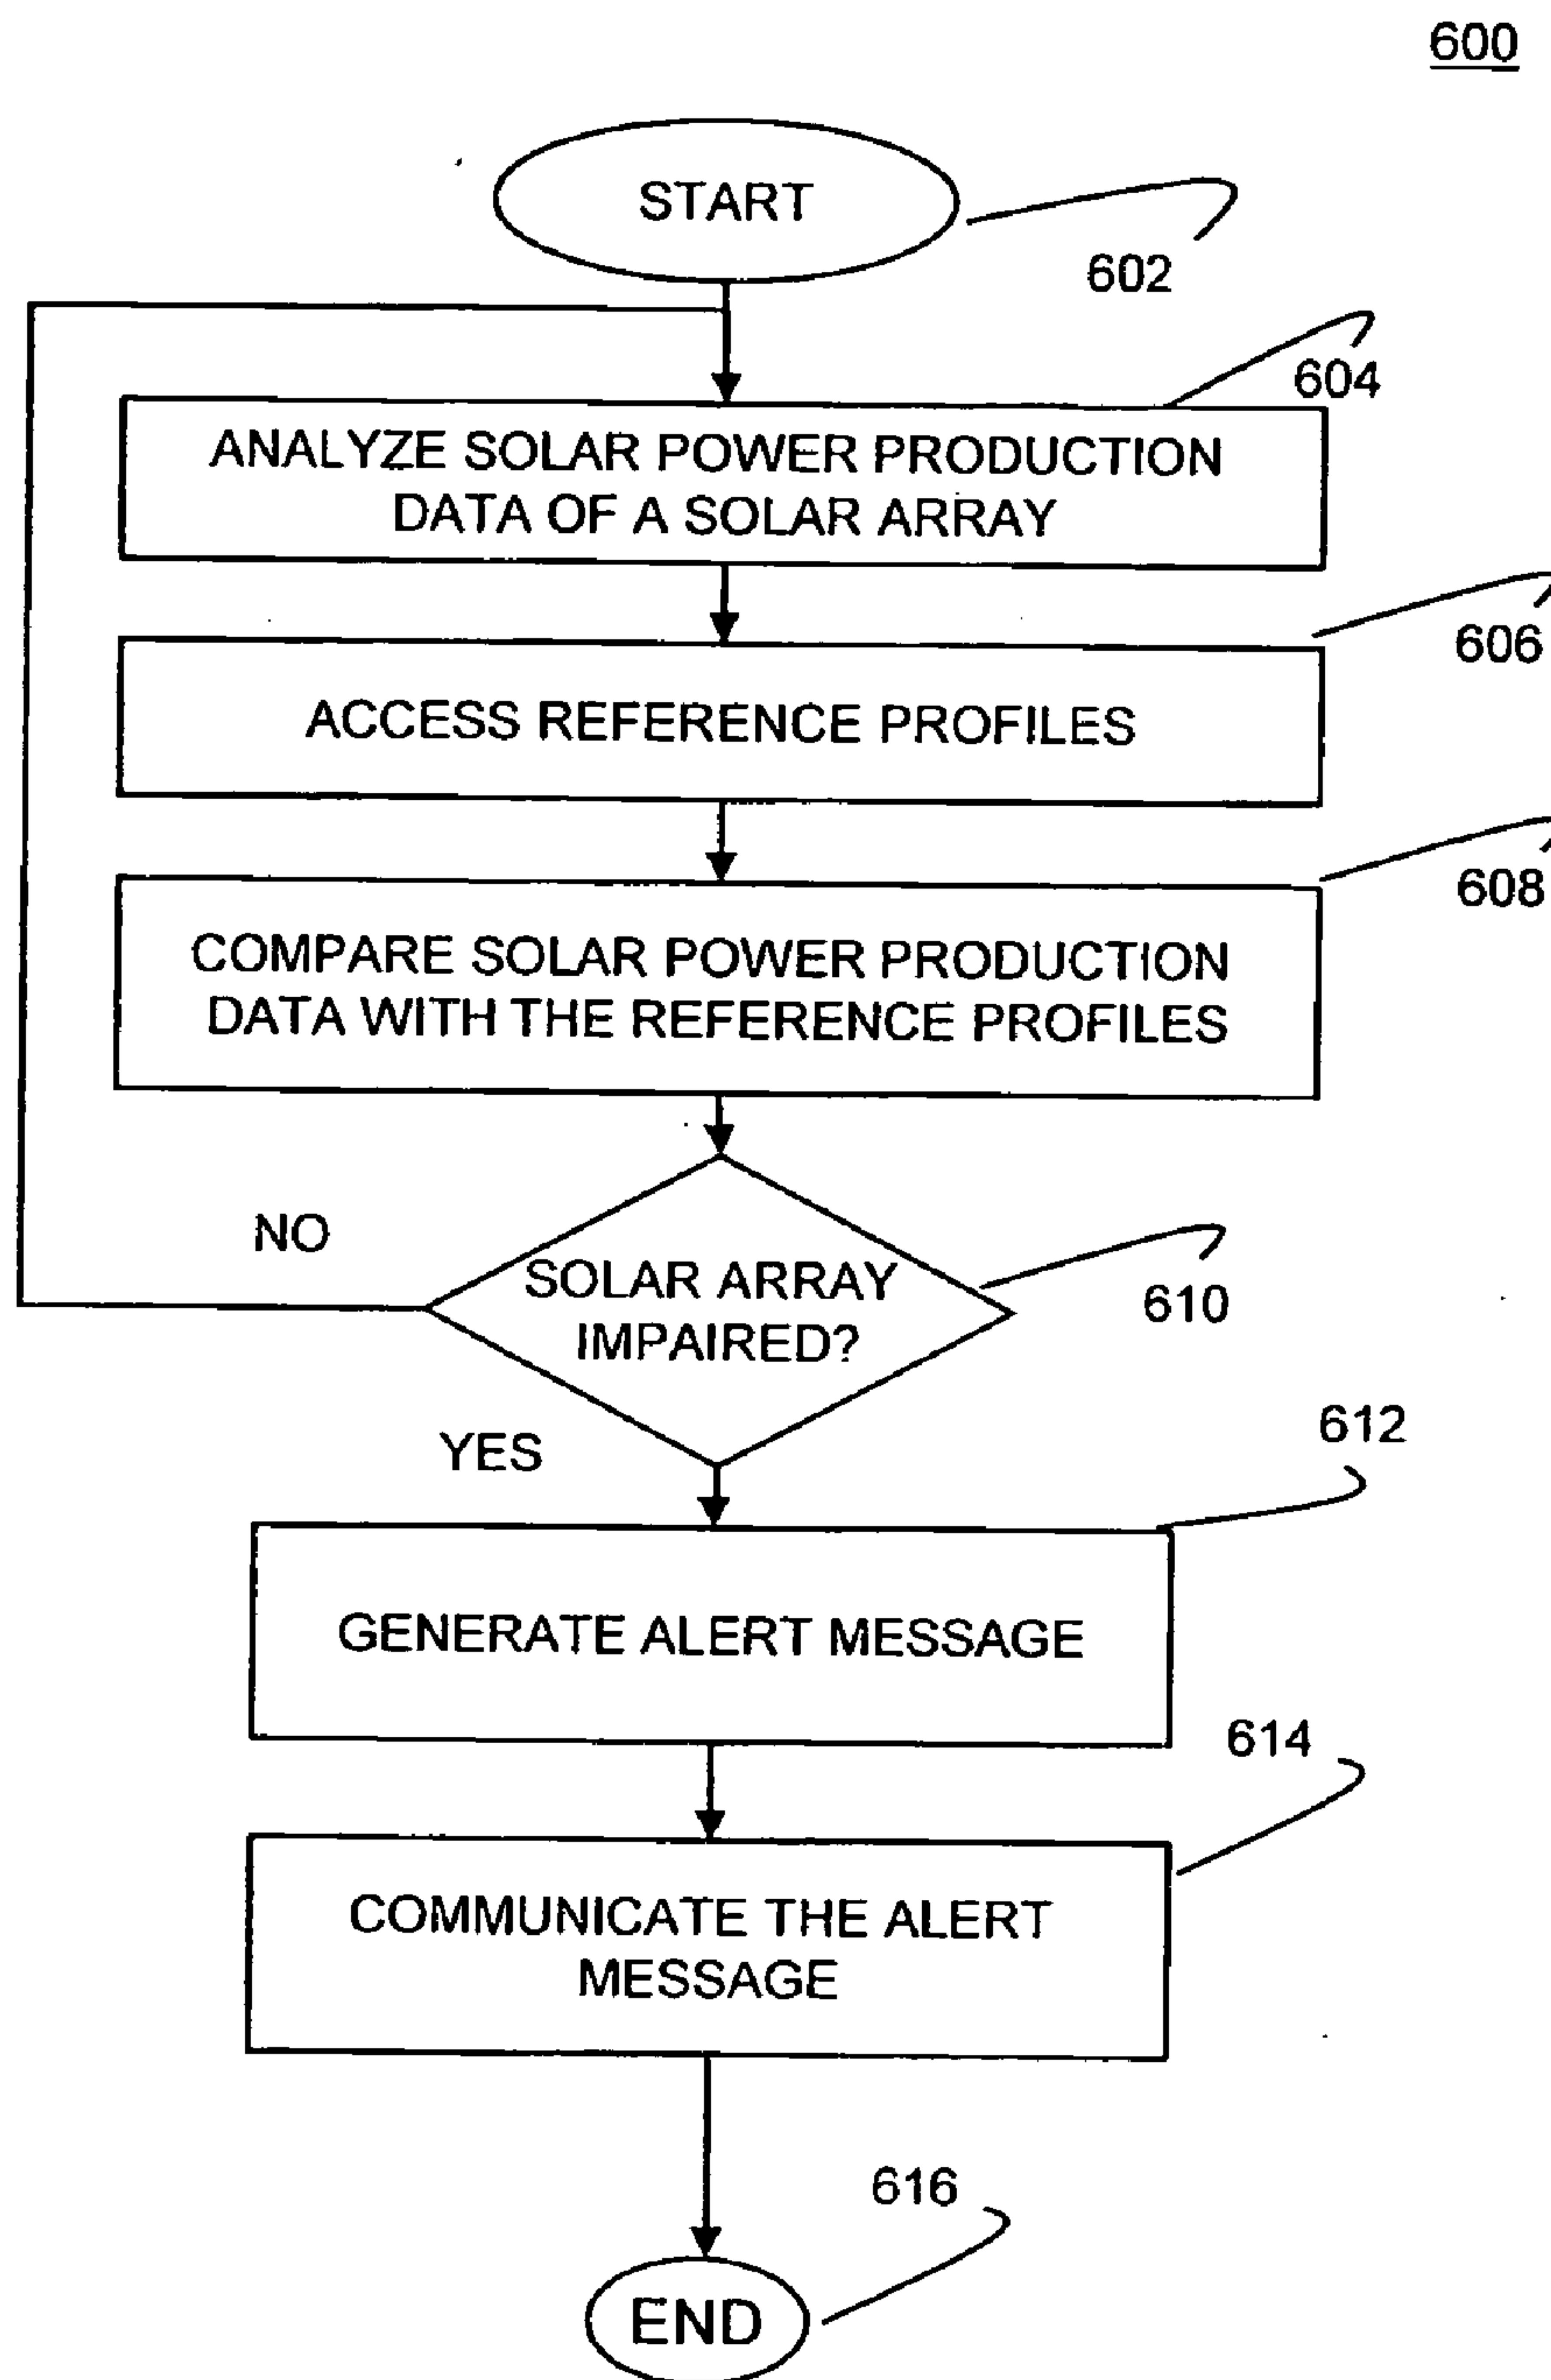 600
START
602
604
ANALYZE SOLAR POWER PRODUCTION
DATA OF A SOLAR ARRAY
606
ACCESS REFERENCE PROFILES
608
COMPARE SOLAR POWER PRODUCTION
DATA WITH THE REFERENCE PROFILES
NO
SOLAR ARRAY
IMPAIRED?
610
YES
612
GENERATE ALERT MESSAGE
614
COMMUNICATE THE ALERT
MESSAGE
616
END